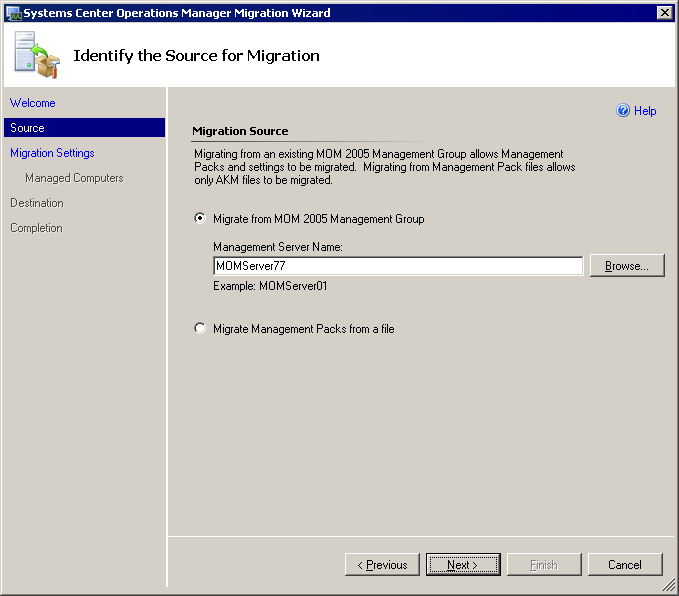 Systems Center Operations Manager Migration Wizard
Identify the Source for Migration
Welcome
Source
Migration Settings
Managed Computers
Destination
Completion
Help
Migration Source
Migrating from an existing MOM 2005 Management Group allows Management
Packs and settings to be migrated.  Migrating from Management Pack files allows
only AKM files to be migrated.
Migrate from MOM 2005 Management Group
Management Server Name:
MOMServer77
Browse...
Example: MOMServer01
Migrate Management Packs from a file
< Previous
Next >
Finish
Cancel